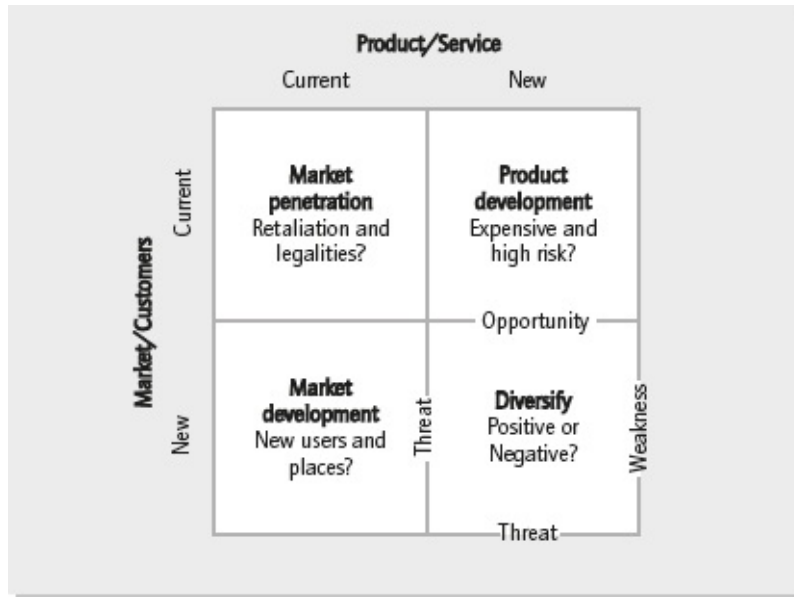 Product/Service
Current
New
Market/Customers
Current
New
Market
penetration
Retaliation and
legalities?
Product
development
Expensive and
high risk?
Opportunity
Market
development
New users and
places?
Threat
Diversify
Positive or
Negative?
Weakness
Threat